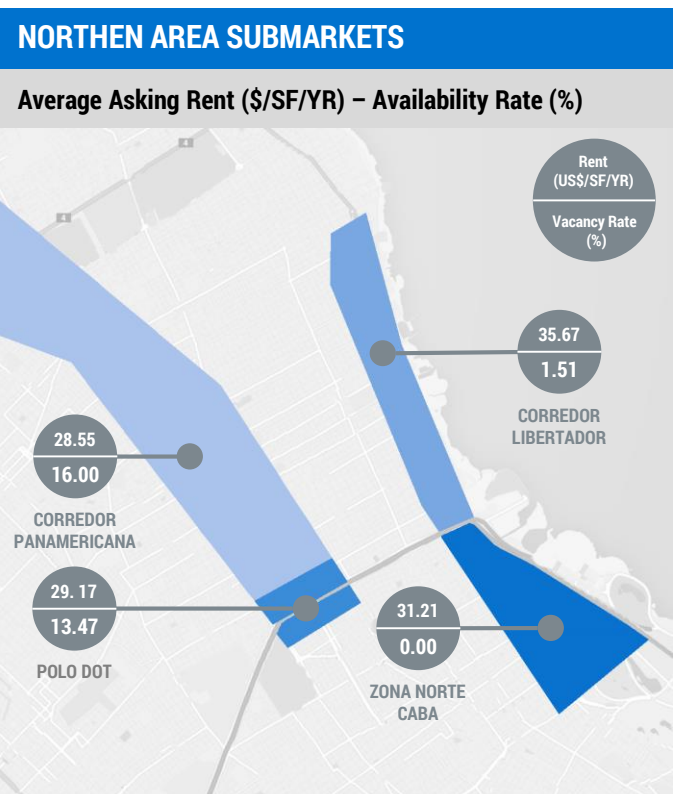 NORTHEN AREA SUBMARKETS
Average Asking Rent ($/SF/YR) – Availability Rate (%)
4
4
Rent
(US$/SF/YR)
Vacancy Rate
(%)
35.67
1.51
CORREDOR
LIBERTADOR
28.55
16.00
CORREDOR
PANAMERICANA
29. 17
13.47
POLO DOT
31.21
0.00
ZONA NORTE
CABA